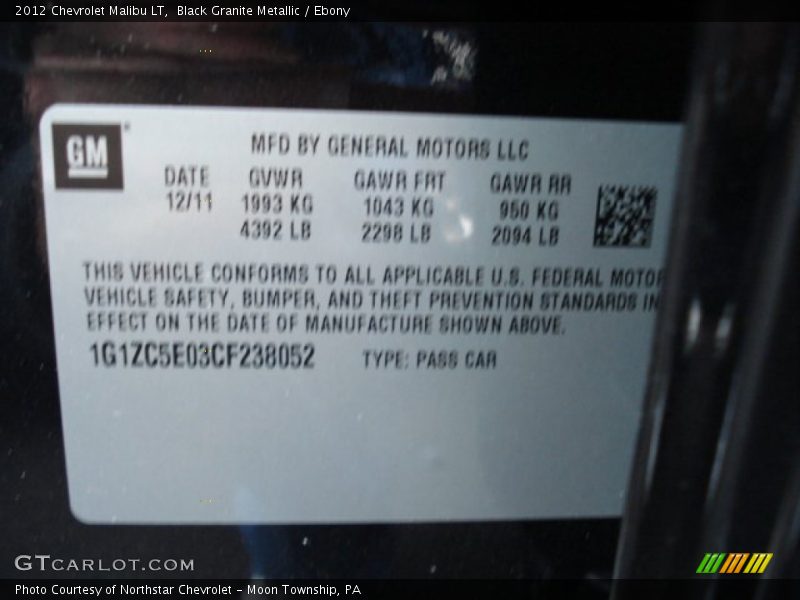 2012 Chevrolet Malibu LT, Black Granite Metallic / Ebony
GM
MFD BY GENERAL MOTORS LLC
DATE GVWR GAWR FRT GAWR RR
12/11 1993 KG 1043 KG 950 KG
4392 LB 2298 LB 2094 LB
THIS VEHICLE CONFORMS TO ALL APPLICABLE U.S. FEDERAL MOTOR
VEHICLE SAFETY, BUMPER, AND THEFT PREVENTION STANDARDS IN
EFFECT ON THE DATE OF MANUFACTURE SHOWN ABOVE.
1G1ZC5E03CF238052 TYPE: PASS CAR
GTCARLOT.COM
Photo Courtesy of Northstar Chevrolet - Moon Township, PA